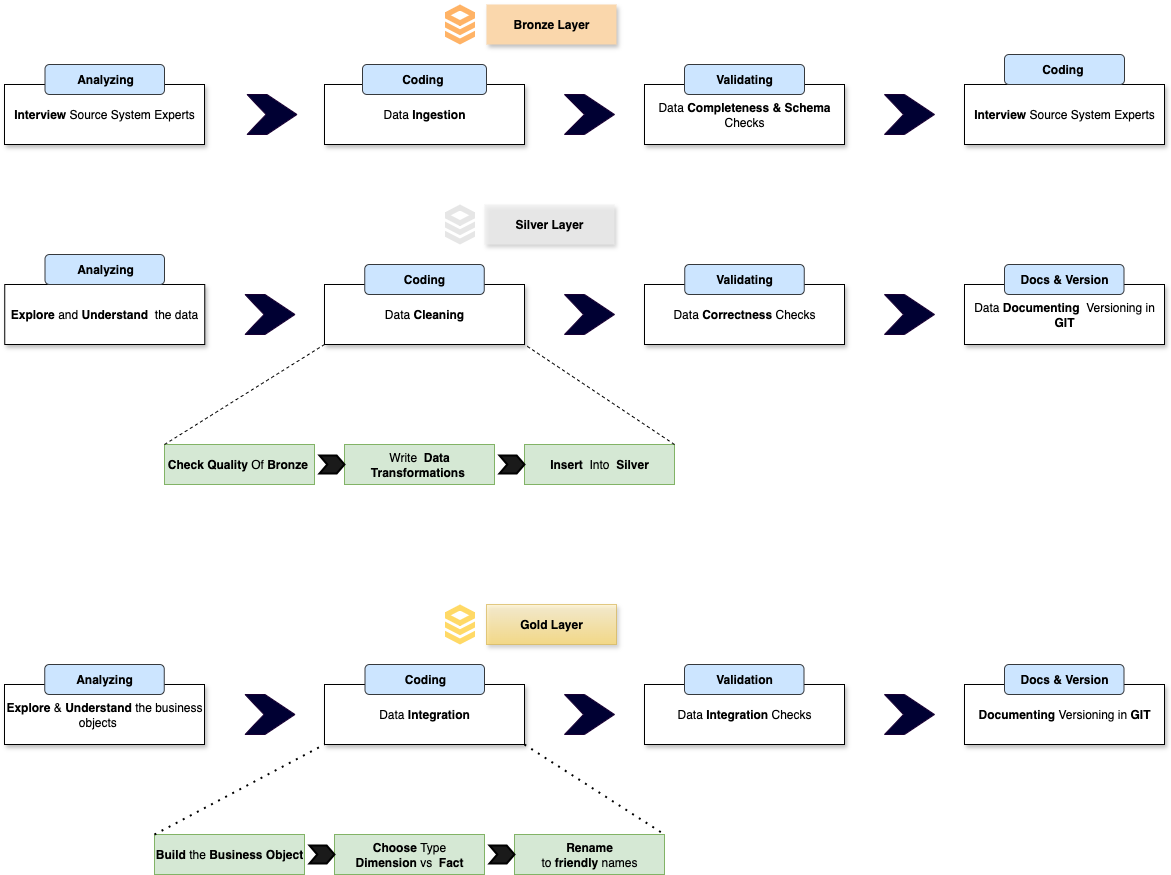 Bronze Layer
Analyzing
Interview Source System Experts
Coding
Data Ingestion
Validating
Data Completeness & Schema
Checks
Coding
Interview Source System Experts
Silver Layer
Analyzing
Explore and Understand the data
Coding
Data Cleaning
Validating
Data Correctness Checks
Docs & Version
Data Documenting Versioning in
GIT
Check Quality Of Bronze
Write Data
Transformations
Insert Into Silver
Gold Layer
Analyzing
Explore & Understand the business
objects
Coding
Data Integration
Validation
Data Integration Checks
Docs & Version
Documenting Versioning in GIT
Build the Business Object
Choose Type
Dimension vs Fact
Rename
to friendly names